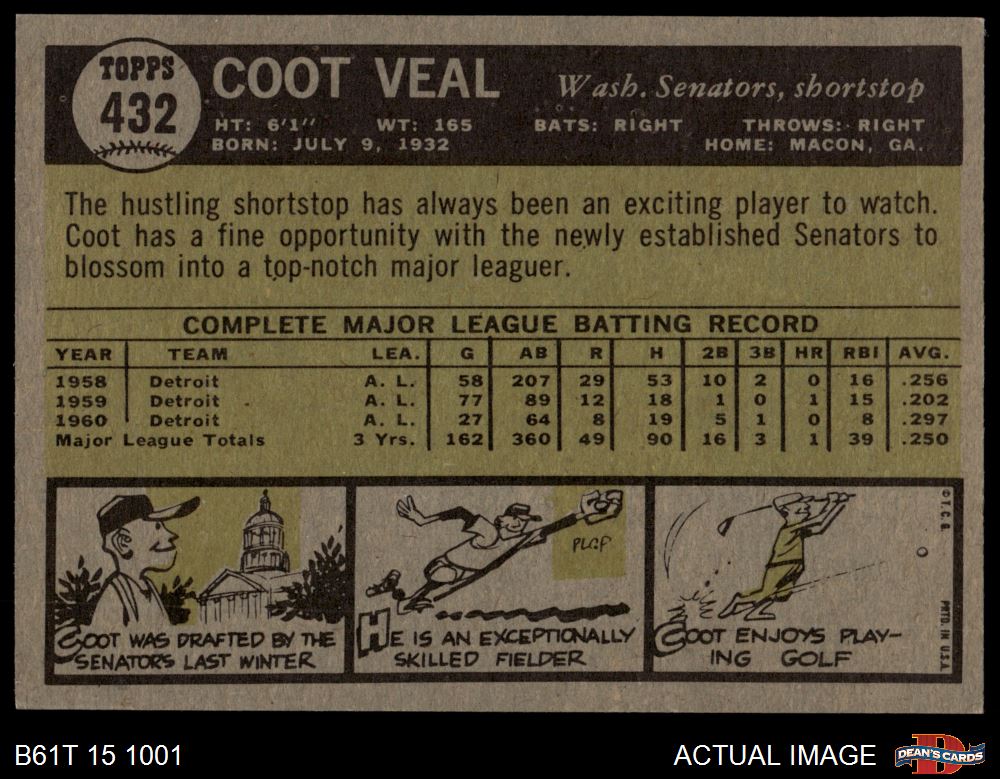 TOPPS
432
COOT VEAL
Wash. Senators, shortstop
HT: 6'1" WT: 165 BATS: RIGHT THROWS: RIGHT
BORN: JULY 9, 1932 HOME: MACON, GA.
The hustling shortstop has always been an exciting player to watch.
Coot has a fine opportunity with the newly established Senators to
blossom into a top-notch major leaguer.
COMPLETE MAJOR LEAGUE BATTING RECORD
YEAR TEAM LEA. G AB R H 2B 3B HR RBI AVG.
1958 Detroit A. L. 58 207 29 53 10 2 0 16 .256
1959 Detroit A. L. 77 89 12 18 1 0 1 15 .202
1960 Detroit A. L. 27 64 8 19 5 1 0 8 .297
Major League Totals 3 Yrs. 162 360 49 90 16 3 1 39 .250
COOT WAS DRAFTED BY THE
SENATORS LAST WINTER
PLOP
HE IS AN EXCEPTIONALLY
SKILLED FIELDER
COOT ENJOYS PLAY-
ING GOLF
© T. C. G.
PRTD. IN U.S.A.
B61T 15 1001
ACTUAL IMAGE
D
DEAN'S CARDS